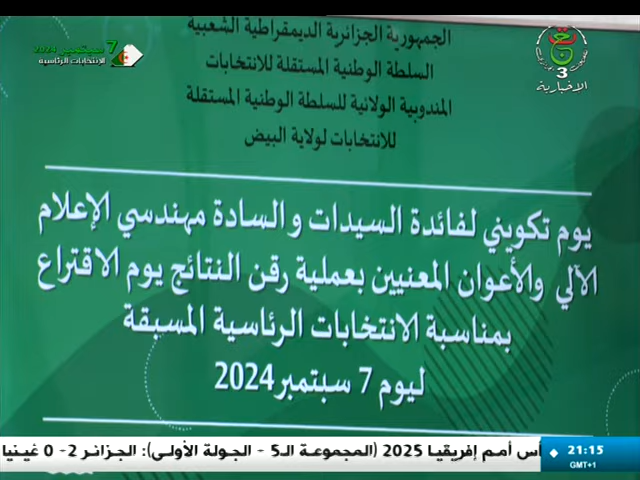 7 سبتمبر 2024
الانتخابات الرئاسية
3
الاخبارية
الجمهورية الجزائرية الديمقراطية الشعبية
السلطة الوطنية المستقلة للانتخابات
المندوبية الولائية للسلطة الوطنية المستقلة
للانتخابات لولاية البيض
يوم تكويني لفائدة السيدات والسادة مهندسي الإعلام
الآلي والأعوان المعنيين بعملية رقن النتائج يوم الاقتراع
بمناسبة الانتخابات الرئاسية المسبقة
ليوم 7 سبتمبر 2024
أس أمم إفريقيا 2025 (المجموعة الـ5 - الجولة الأولى): الجزائر 2- 0 غينيا
21:15
GMT+1